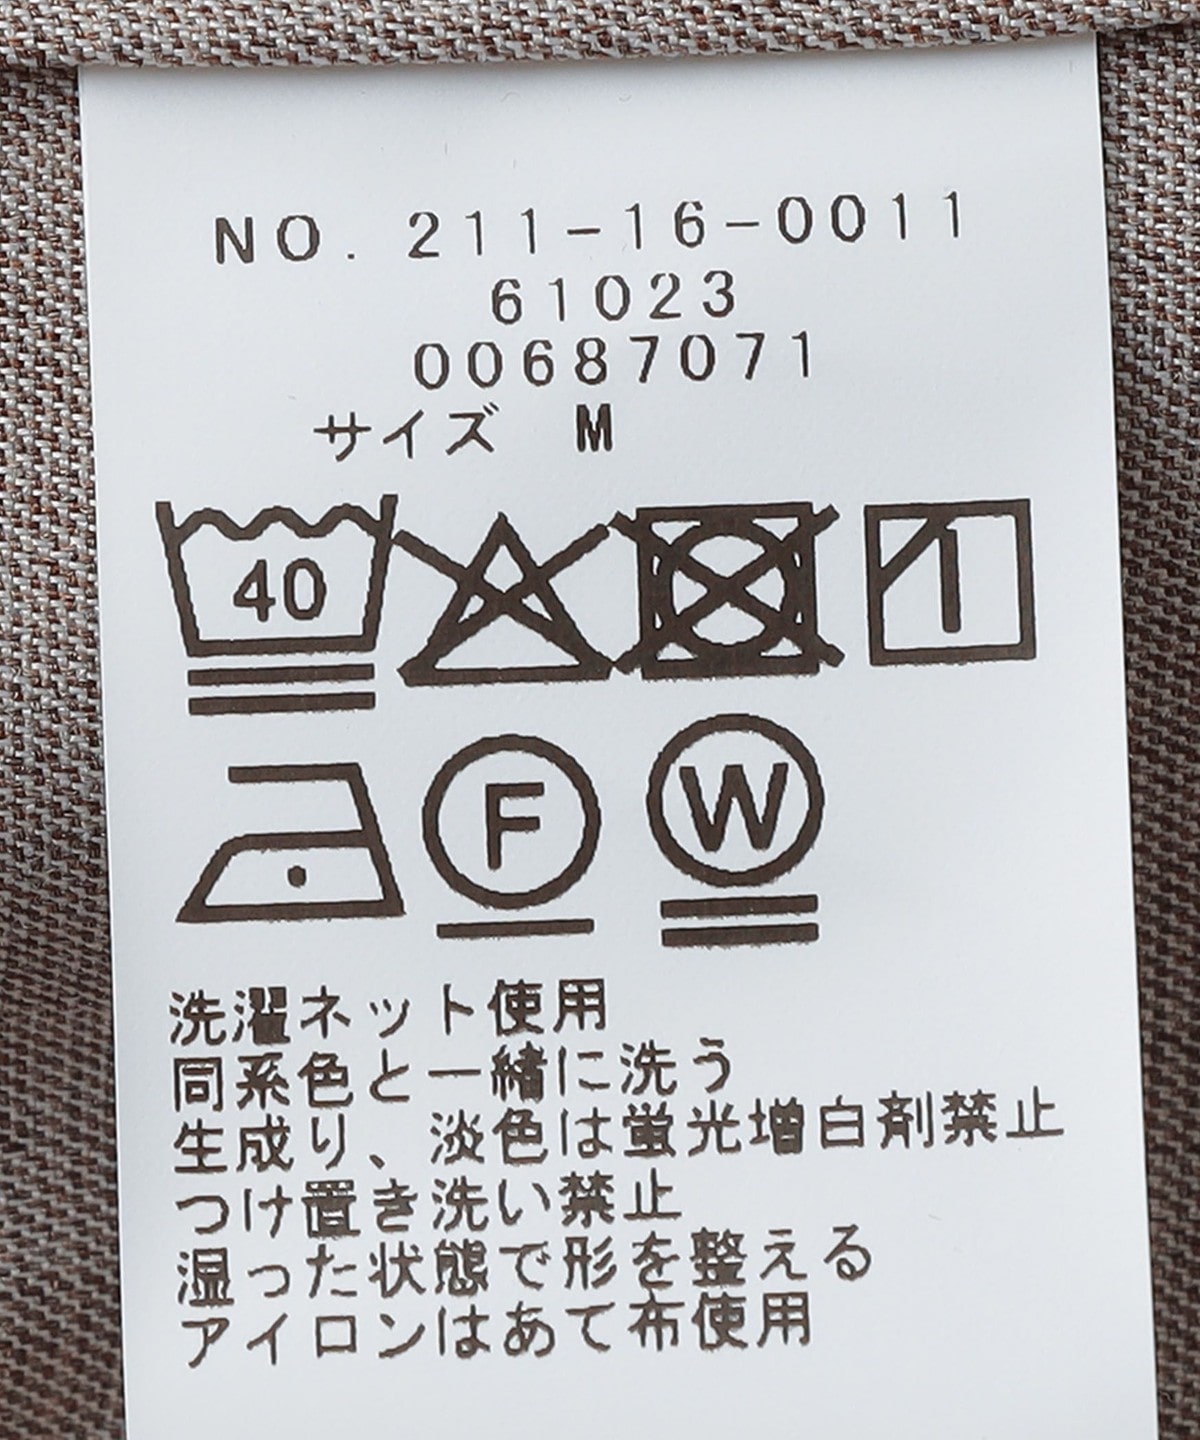 NO. 211-16-0011
61023
00687071
サイズ M
40
F W
洗濯ネット使用
同系色と一緒に洗う
生成り、淡色は蛍光増白剤禁止
つけ置き洗い禁止
湿った状態で形を整える
アイロンはあて布使用